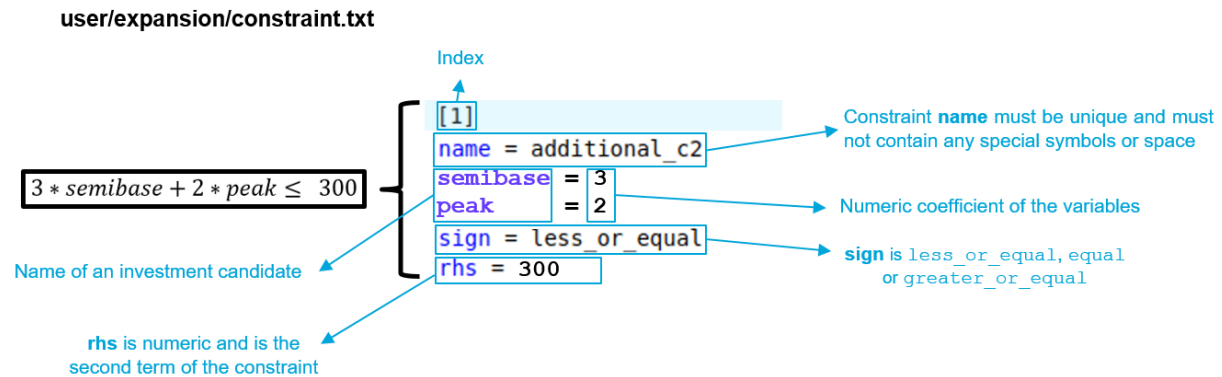 user/expansion/constraint.txt
Index
[1]
Constraint name must be unique and must
not contain any special symbols or space
name = additional_c2
3 * semibase + 2 * peak ≤ 300
semibase = 3
peak = 2
Numeric coefficient of the variables
sign = less_or_equal
sign is less_or_equal, equal
or greater_or_equal
Name of an investment candidate
rhs = 300
rhs is numeric and is the
second term of the constraint